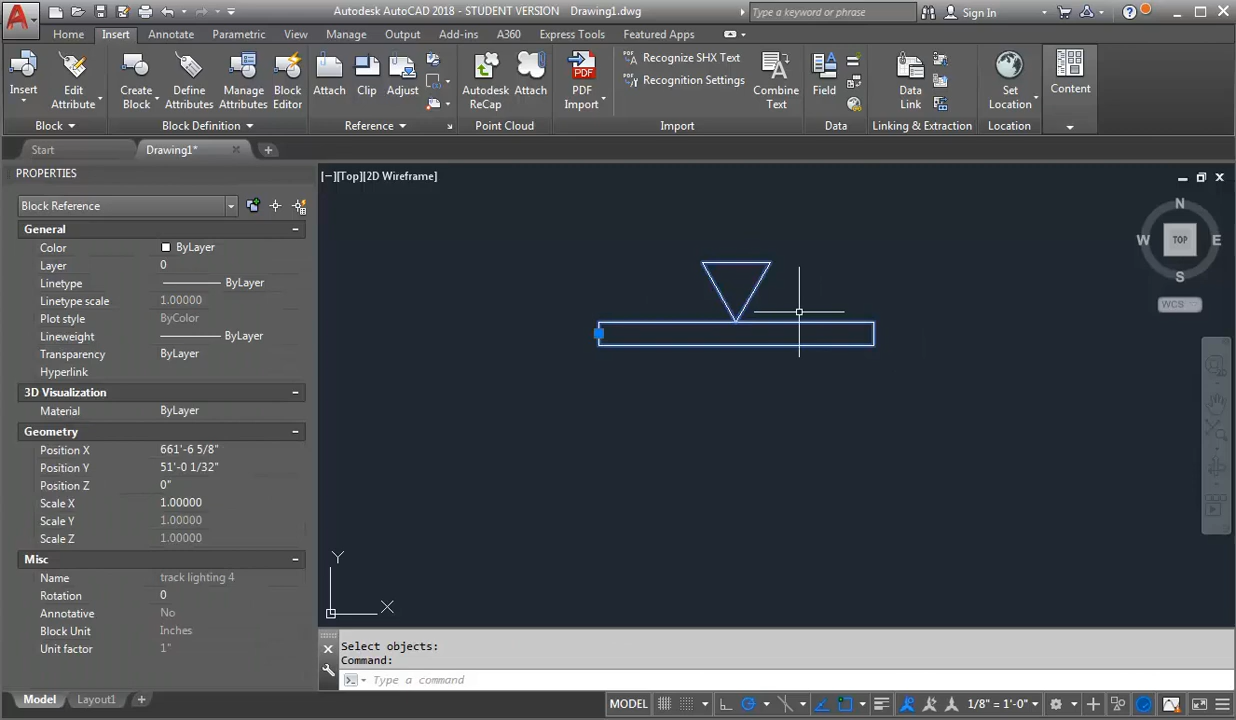 Autodesk AutoCAD 2018 - STUDENT VERSION Drawing1.dwg
Type a keyword or phrase
Sign In
Home Insert Annotate Parametric View Manage Output Add-ins A360 Express Tools Featured Apps
Insert
Edit Attribute
Create Block
Define Attributes
Manage Attributes
Block Editor
Attach
Clip
Adjust
Autodesk ReCap
Attach
PDF
PDF Import
Recognize SHX Text
Recognition Settings
Combine Text
Field
Data Link
Set Location
Content
Block
Block Definition
Reference
Point Cloud
Import
Data
Linking & Extraction
Location
Start
Drawing1*
PROPERTIES
[−][Top][2D Wireframe]
Block Reference
General
Color ByLayer
Layer 0
Linetype ByLayer
Linetype scale 1.00000
Plot style ByColor
Lineweight ByLayer
Transparency ByLayer
Hyperlink
3D Visualization
Material ByLayer
Geometry
Position X 661'-6 5/8"
Position Y 51'-0 1/32"
Position Z 0"
Scale X 1.00000
Scale Y 1.00000
Scale Z 1.00000
Misc
Name track lighting 4
Rotation 0
Annotative No
Block Unit Inches
Unit factor 1"
N
W TOP E
S
WCS
Y
X
Select objects:
Command:
Type a command
Model Layout1
MODEL
1/8" = 1'-0"